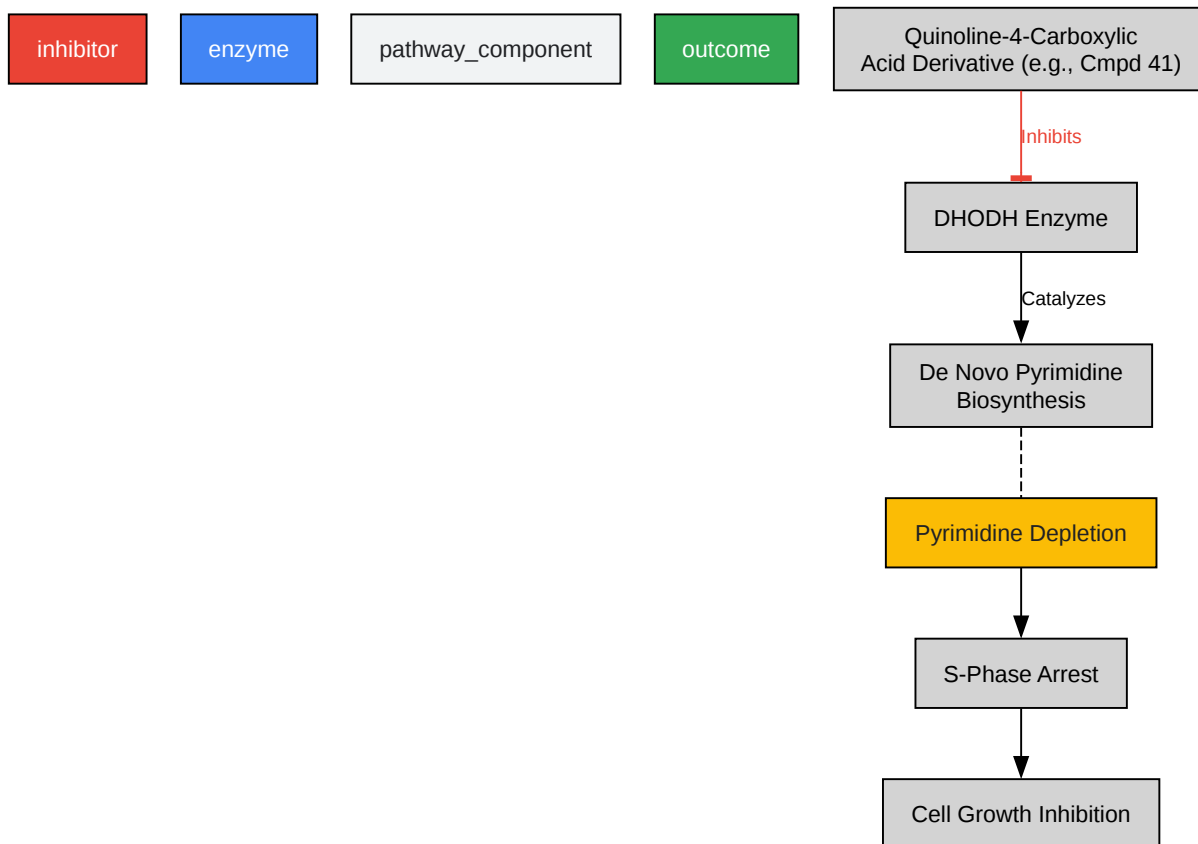 inhibitor
enzyme
pathway_component
outcome
Quinoline-4-Carboxylic
Acid Derivative (e.g., Cmpd 41)
Inhibits
DHODH Enzyme
Catalyzes
De Novo Pyrimidine
Biosynthesis
Pyrimidine Depletion
S-Phase Arrest
Cell Growth Inhibition